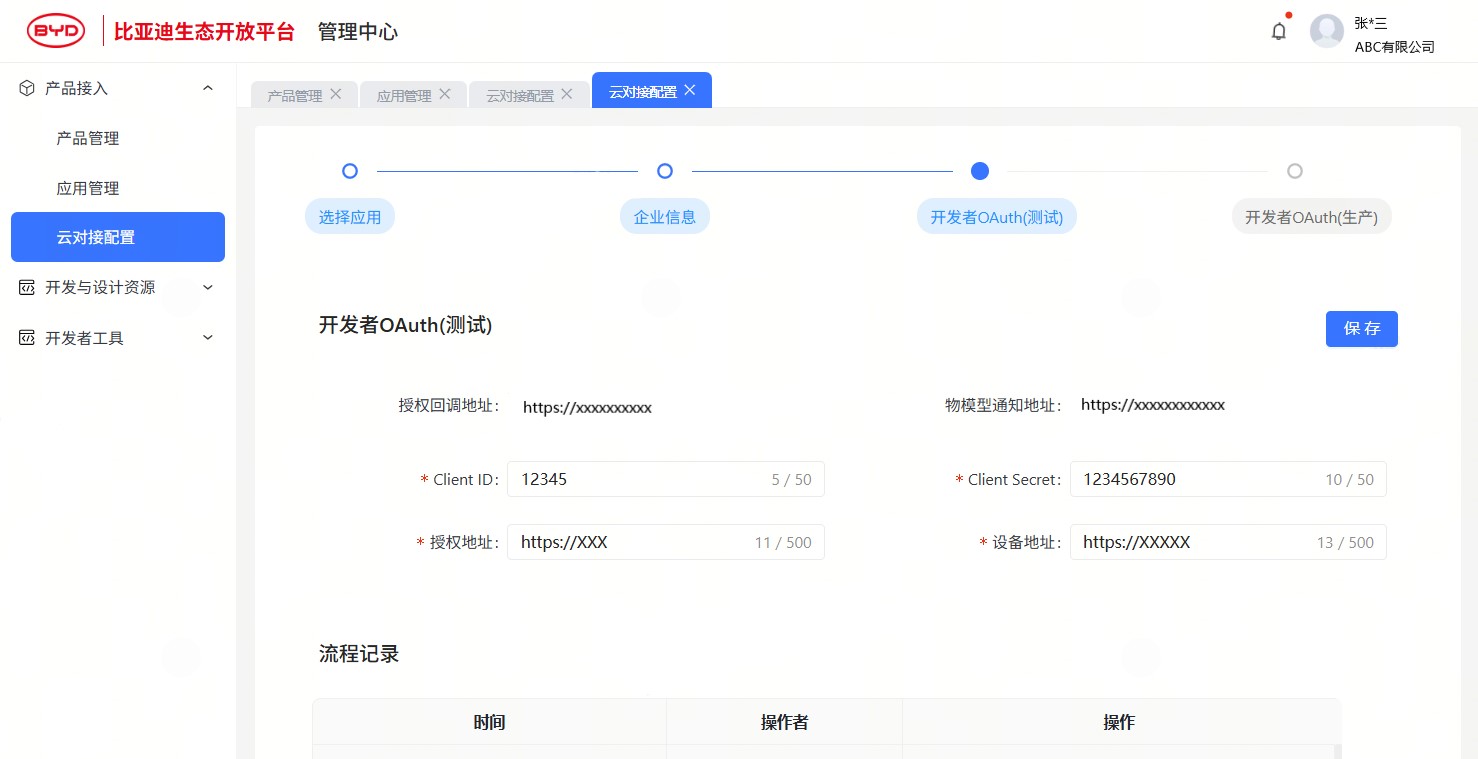 BYD 比亚迪生态开放平台 管理中心
张*三
ABC有限公司
产品接入
产品管理
应用管理
云对接配置
开发与设计资源
开发者工具
产品管理 应用管理 云对接配置 云对接配置
选择应用 企业信息 开发者OAuth(测试) 开发者OAuth(生产)
开发者OAuth(测试) 保存
授权回调地址: https://xxxxxxxxxx 物模型通知地址: https://xxxxxxxxxxxx
* Client ID: 12345 5 / 50 * Client Secret: 1234567890 10 / 50
* 授权地址: https://XXX 11 / 500 * 设备地址: https://XXXXX 13 / 500
流程记录
时间 操作者 操作